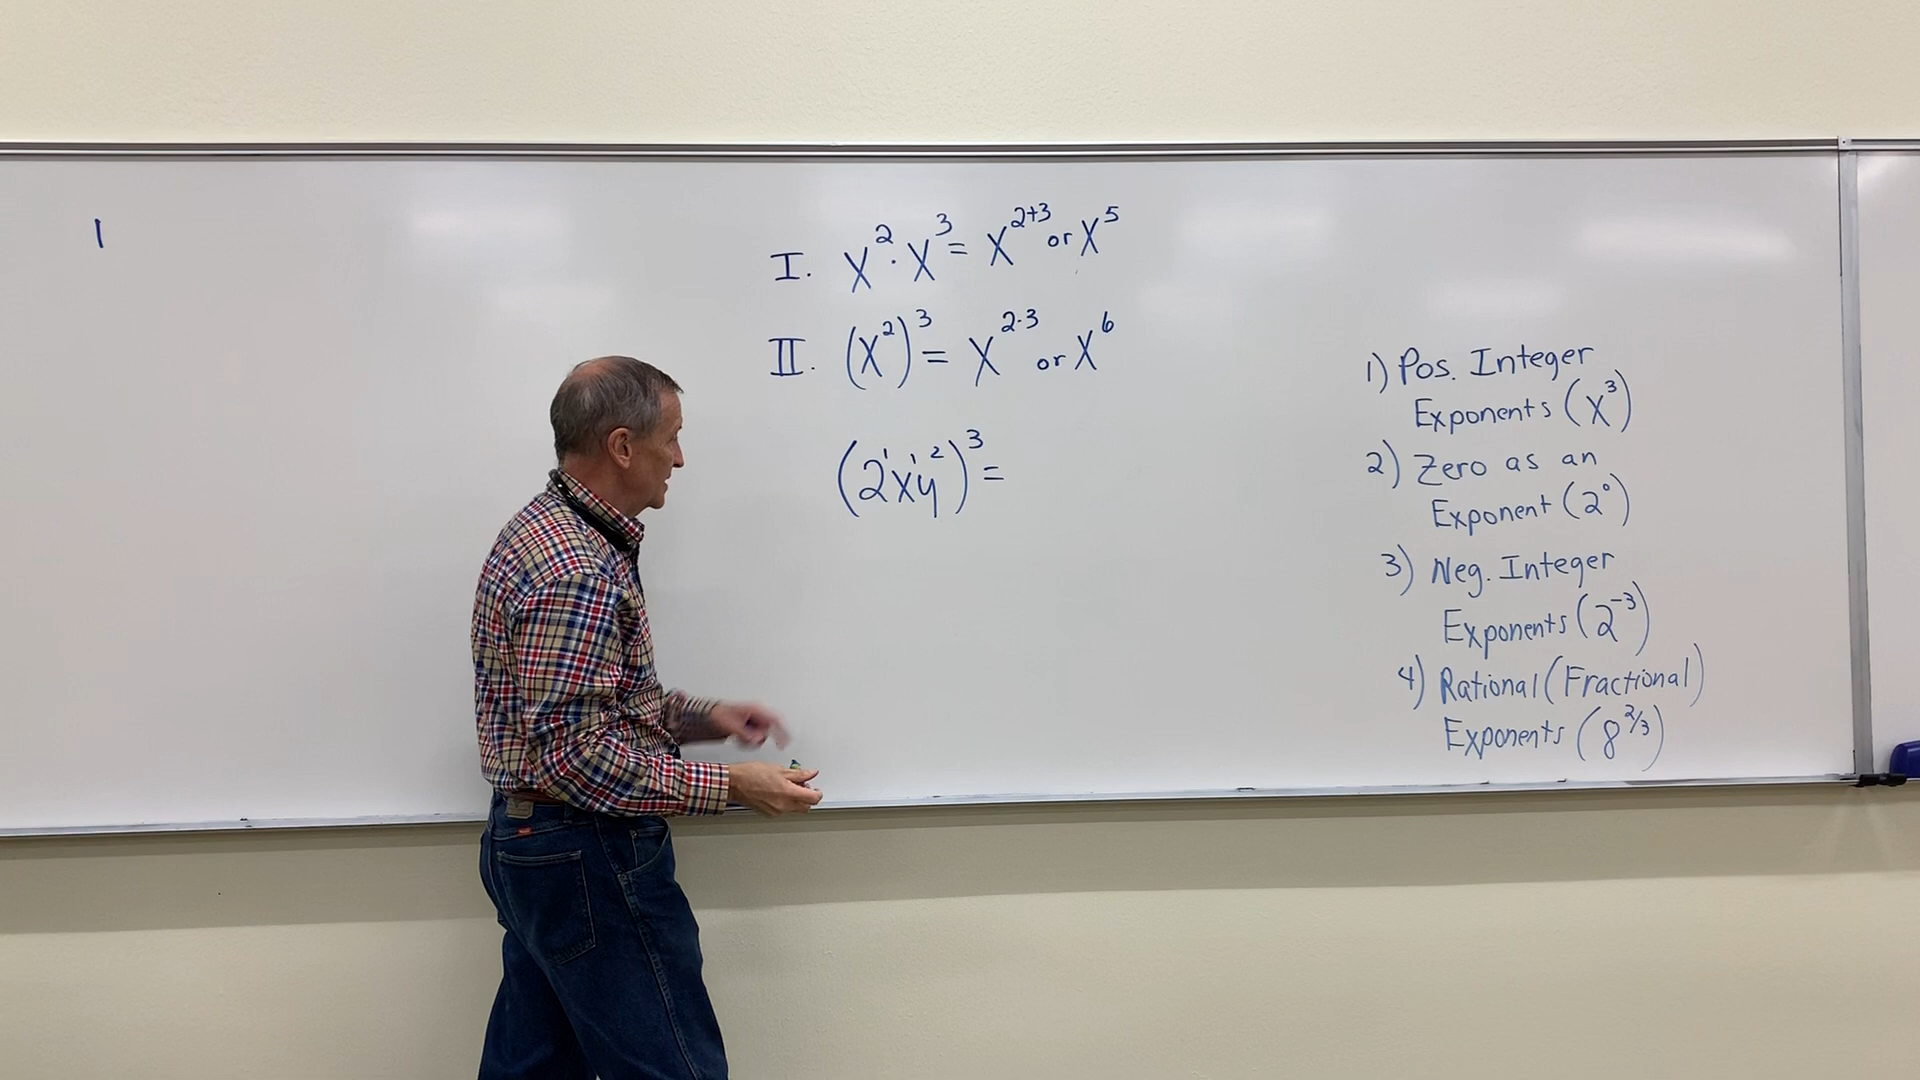 1
I. x²·x³ = x²⁺³ or x⁵
II. (x²)³ = x²·³ or x⁶
(2¹x¹y²)³ =
1) Pos. Integer
Exponents (x³)
2) Zero as an
Exponent (2⁰)
3) Neg. Integer
Exponents (2⁻³)
4) Rational (Fractional)
Exponents (8²/³)